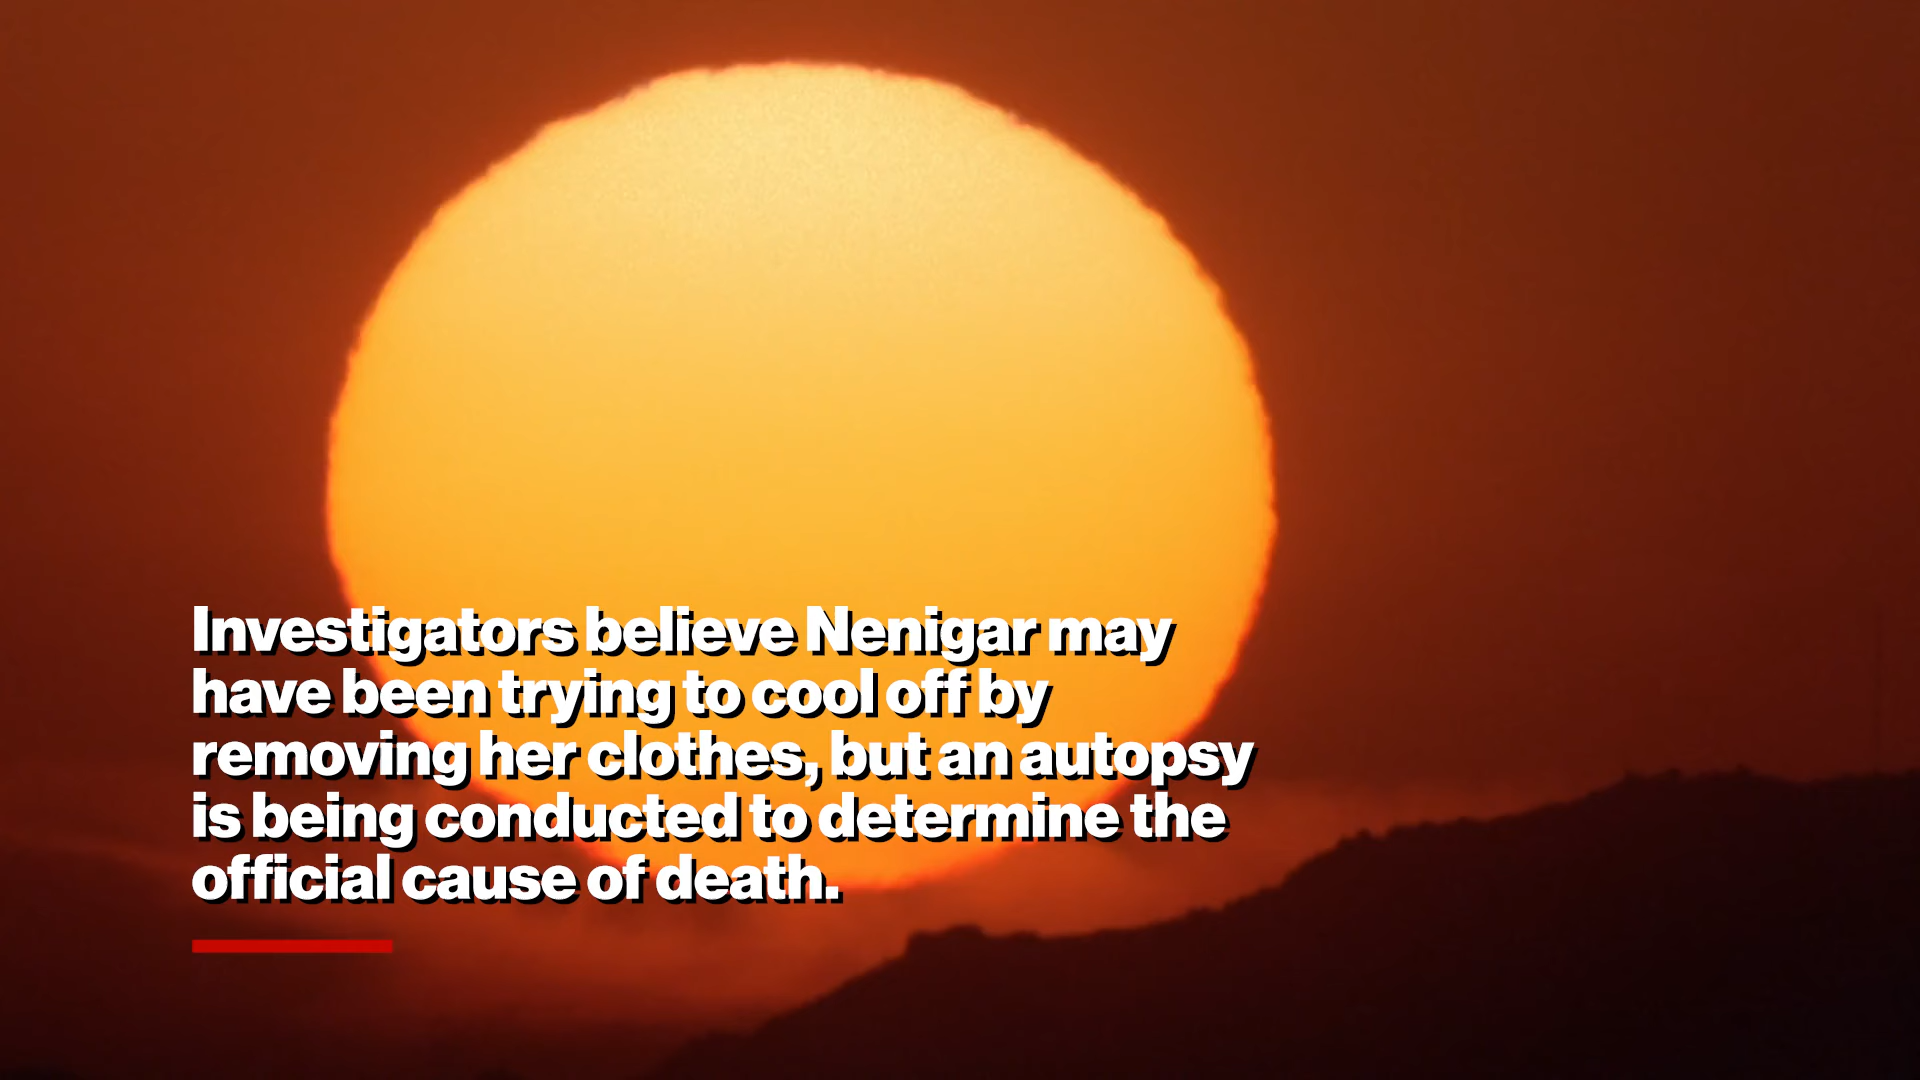 Investigators believe Nenigar may
have been trying to cool off by
removing her clothes, but an autopsy
is being conducted to determine the
official cause of death.